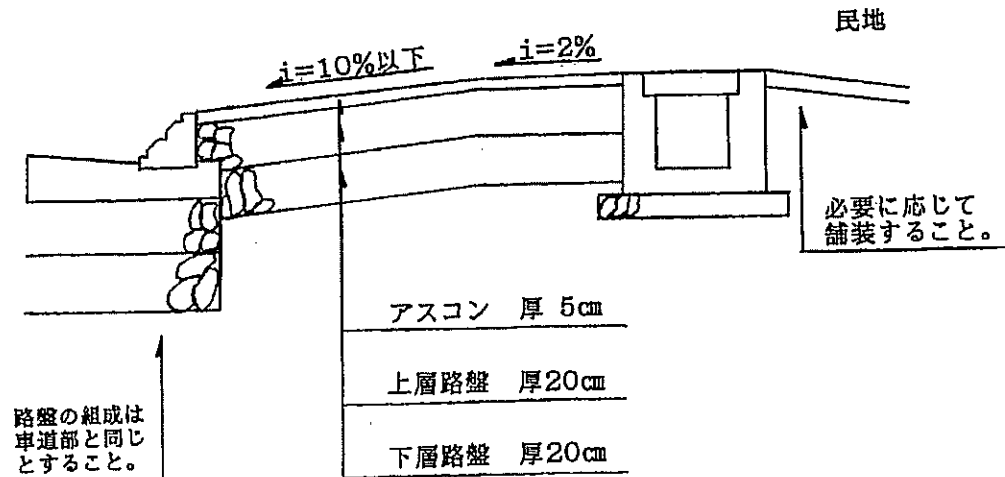 民地
i=10%以下
i=2%
必要に応じて
舗装すること。
アスコン 厚 5㎝
上層路盤 厚20㎝
下層路盤 厚20㎝
路盤の組成は
車道部と同じ
とすること。